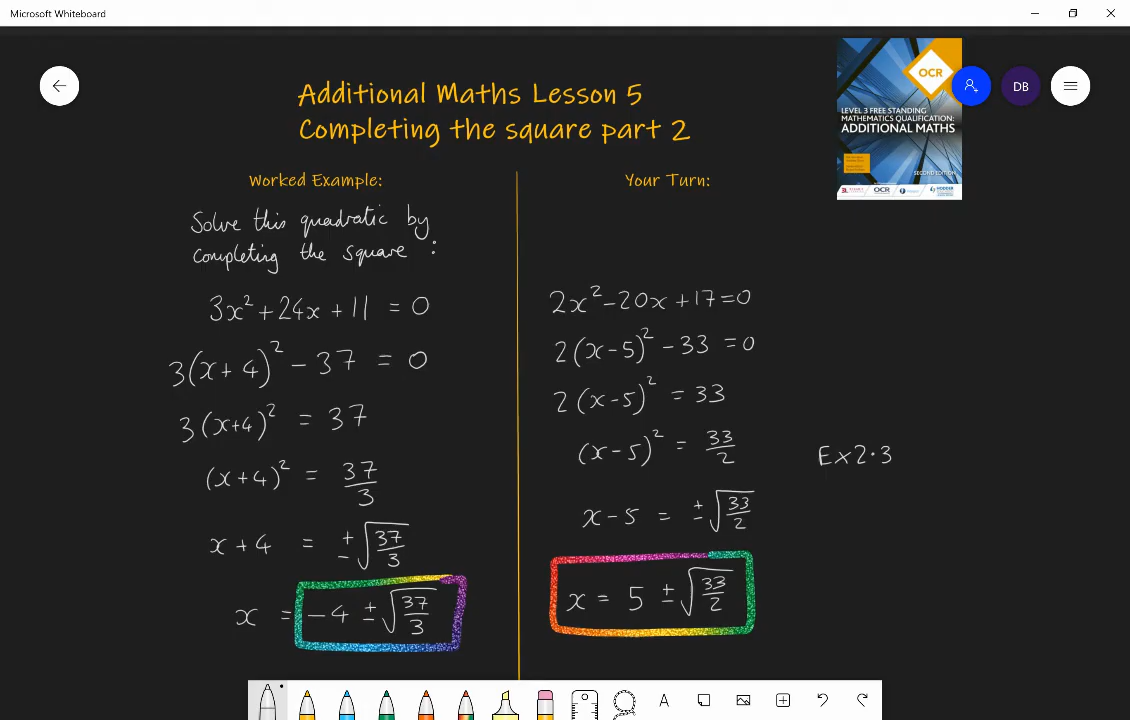 Microsoft Whiteboard
Additional Maths Lesson 5
Completing the square part 2
OCR
LEVEL 3 FREE STANDING
MATHEMATICS QUALIFICATION:
ADDITIONAL MATHS
SECOND EDITION
OCR
HODDER
DB
Worked Example:
Solve this quadratic by
completing the square :
3x² + 24x + 11 = 0
3(x + 4)² - 37 = 0
3(x+4)² = 37
(x+4)² = 37/3
x + 4 = ±√(37/3)
x = -4 ± √(37/3)
Your Turn:
2x² - 20x + 17 = 0
2(x-5)² - 33 = 0
2(x-5)² = 33
(x-5)² = 33/2
x - 5 = ±√(33/2)
x = 5 ± √(33/2)
Ex 2.3
A